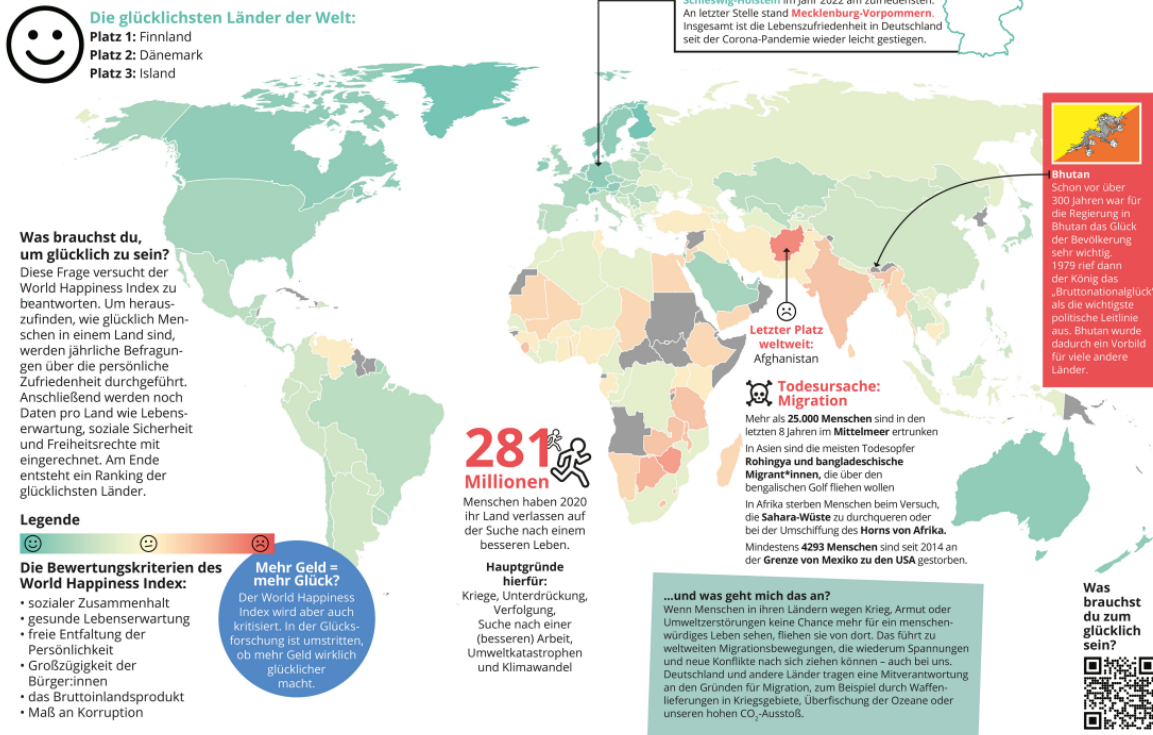 Die glücklichsten Länder der Welt:
Platz 1: Finnland
Platz 2: Dänemark
Platz 3: Island
Schleswig-Holstein im Jahr 2022 am zufriedensten.
An letzter Stelle stand Mecklenburg-Vorpommern.
Insgesamt ist die Lebenszufriedenheit in Deutschland
seit der Corona-Pandemie wieder leicht gestiegen.
Bhutan
Schon vor über
300 Jahren war für
die Regierung in
Bhutan das Glück
der Bevölkerung
sehr wichtig.
1979 rief dann
der König das
„Bruttonationalglück“
als die wichtigste
politische Leitlinie
aus. Bhutan wurde
dadurch ein Vorbild
für viele andere
Länder.
Was brauchst du,
um glücklich zu sein?
Diese Frage versucht der
World Happiness Index zu
beantworten. Um heraus-
zufinden, wie glücklich Men-
schen in einem Land sind,
werden jährliche Befragun-
gen über die persönliche
Zufriedenheit durchgeführt.
Anschließend werden noch
Daten pro Land wie Lebens-
erwartung, soziale Sicherheit
und Freiheitsrechte mit
eingerechnet. Am Ende
entsteht ein Ranking der
glücklichsten Länder.
Legende
Die Bewertungskriterien des
World Happiness Index:
• sozialer Zusammenhalt
• gesunde Lebenserwartung
• freie Entfaltung der
Persönlichkeit
• Großzügigkeit der
Bürger:innen
• das Bruttoinlandsprodukt
• Maß an Korruption
Mehr Geld =
mehr Glück?
Der World Happiness
Index wird aber auch
kritisiert. In der Glücks-
forschung ist umstritten,
ob mehr Geld wirklich
glücklicher
macht.
281
Millionen
Menschen haben 2020
ihr Land verlassen auf
der Suche nach einem
besseren Leben.
Hauptgründe
hierfür:
Kriege, Unterdrückung,
Verfolgung,
Suche nach einer
(besseren) Arbeit,
Umweltkatastrophen
und Klimawandel
Letzter Platz
weltweit:
Afghanistan
Todesursache:
Migration
Mehr als 25.000 Menschen sind in den
letzten 8 Jahren im Mittelmeer ertrunken
In Asien sind die meisten Todesopfer
Rohingya und bangladeschische
Migrant*innen, die über den
bengalischen Golf fliehen wollen
In Afrika sterben Menschen beim Versuch,
die Sahara-Wüste zu durchqueren oder
bei der Umschiffung des Horns von Afrika.
Mindestens 4293 Menschen sind seit 2014 an
der Grenze von Mexiko zu den USA gestorben.
...und was geht mich das an?
Wenn Menschen in ihren Ländern wegen Krieg, Armut oder
Umweltzerstörungen keine Chance mehr für ein menschen-
würdiges Leben sehen, fliehen sie von dort. Das führt zu
weltweiten Migrationsbewegungen, die wiederum Spannungen
und neue Konflikte nach sich ziehen können – auch bei uns.
Deutschland und andere Länder tragen eine Mitverantwortung
an den Gründen für Migration, zum Beispiel durch Waffen-
lieferungen in Kriegsgebiete, Überfischung der Ozeane oder
unseren hohen CO₂-Ausstoß.
Was
brauchst
du zum
glücklich
sein?